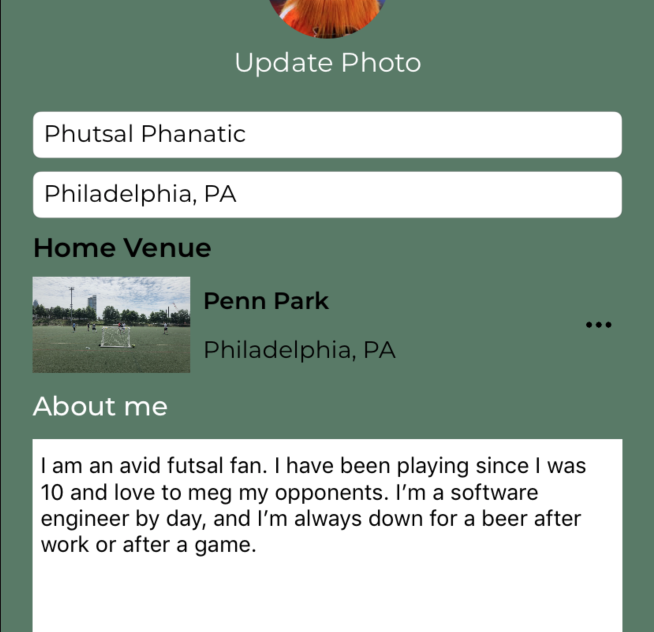 Update Photo
Phutsal Phanatic
Philadelphia, PA
Home Venue
Penn Park
Philadelphia, PA
About me
I am an avid futsal fan. I have been playing since I was
10 and love to meg my opponents. I’m a software
engineer by day, and I’m always down for a beer after
work or after a game.